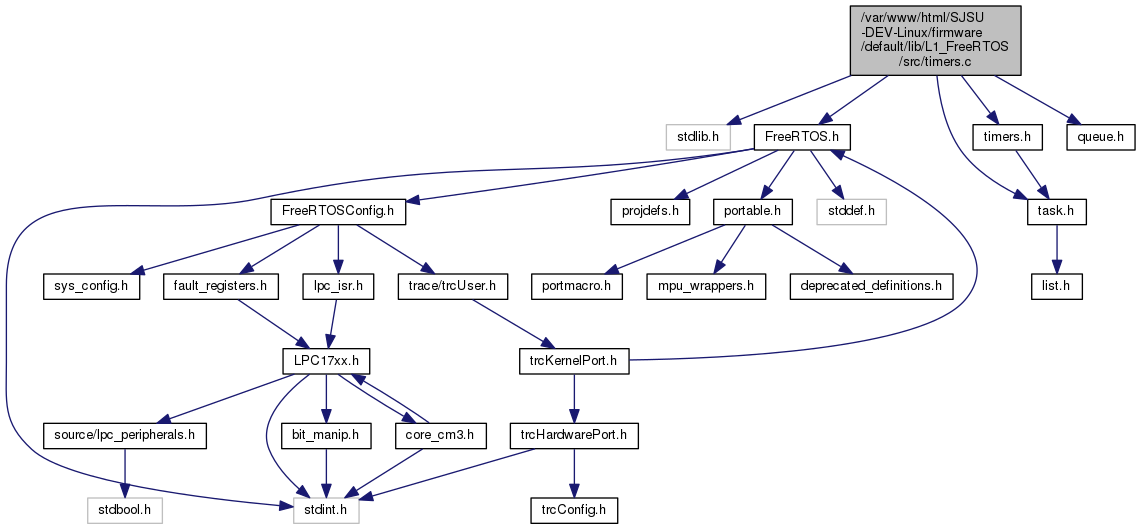 /var/www/html/SJSU
-DEV-Linux/firmware
/default/lib/L1_FreeRTOS
/src/timers.c
stdlib.h
FreeRTOS.h
timers.h
queue.h
FreeRTOSConfig.h
projdefs.h
portable.h
stddef.h
task.h
sys_config.h
fault_registers.h
lpc_isr.h
trace/trcUser.h
portmacro.h
mpu_wrappers.h
deprecated_definitions.h
list.h
LPC17xx.h
trcKernelPort.h
source/lpc_peripherals.h
bit_manip.h
core_cm3.h
trcHardwarePort.h
stdbool.h
stdint.h
trcConfig.h